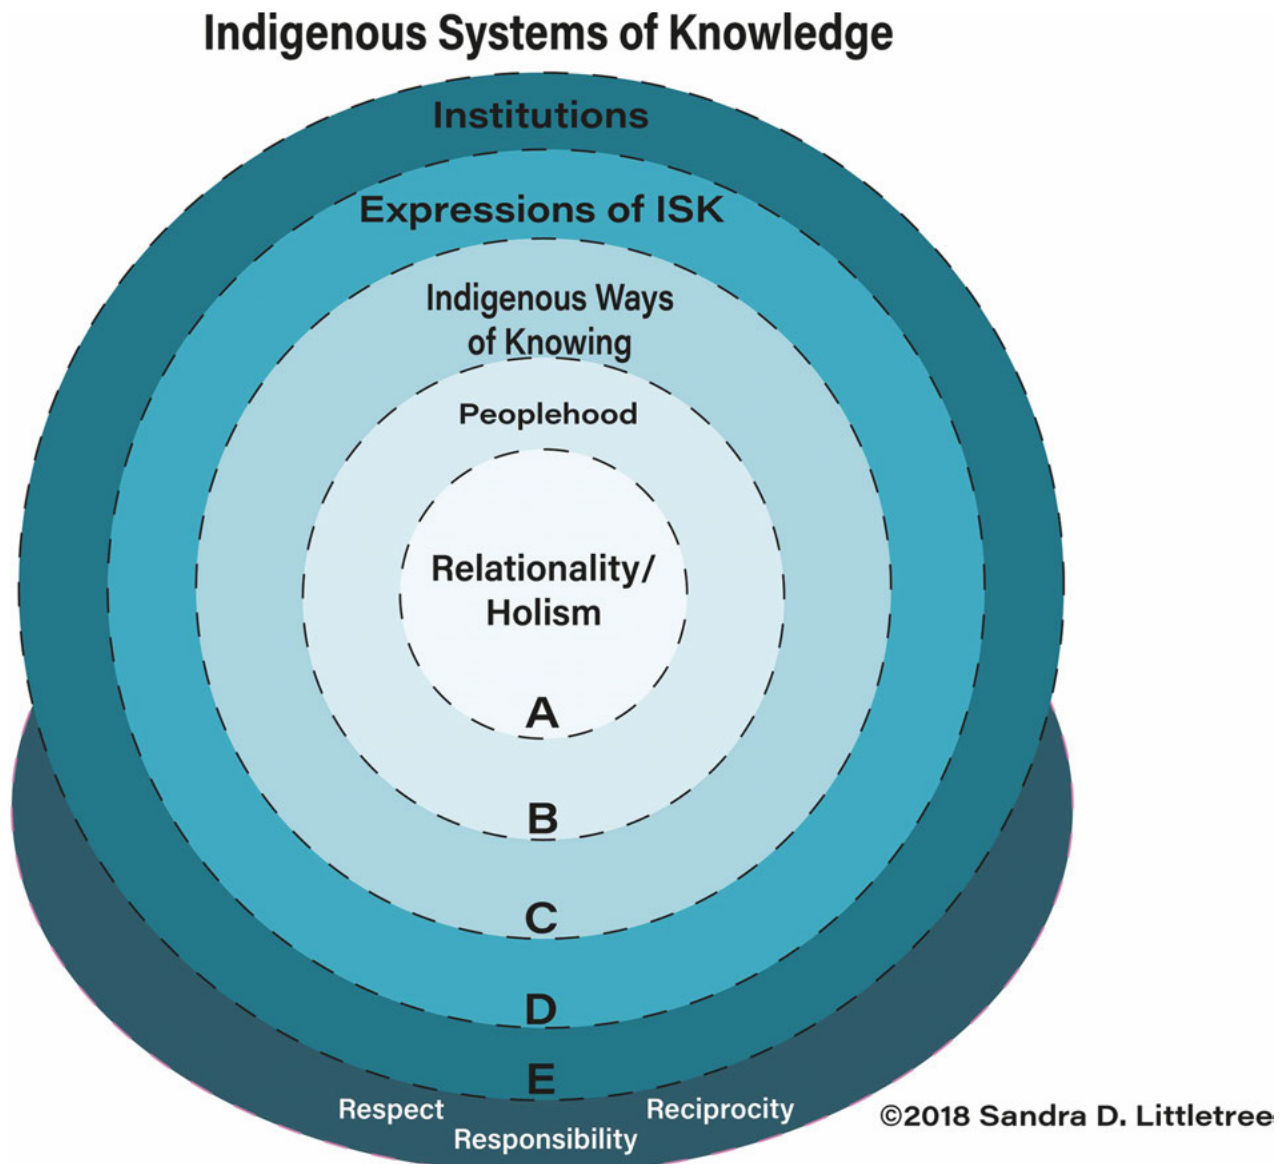 Indigenous Systems of Knowledge
Institutions
Expressions of ISK
Indigenous Ways
of Knowing
Peoplehood
Relationality/
Holism
A
B
C
D
E
Respect
Responsibility
Reciprocity
©2018 Sandra D. Littletree